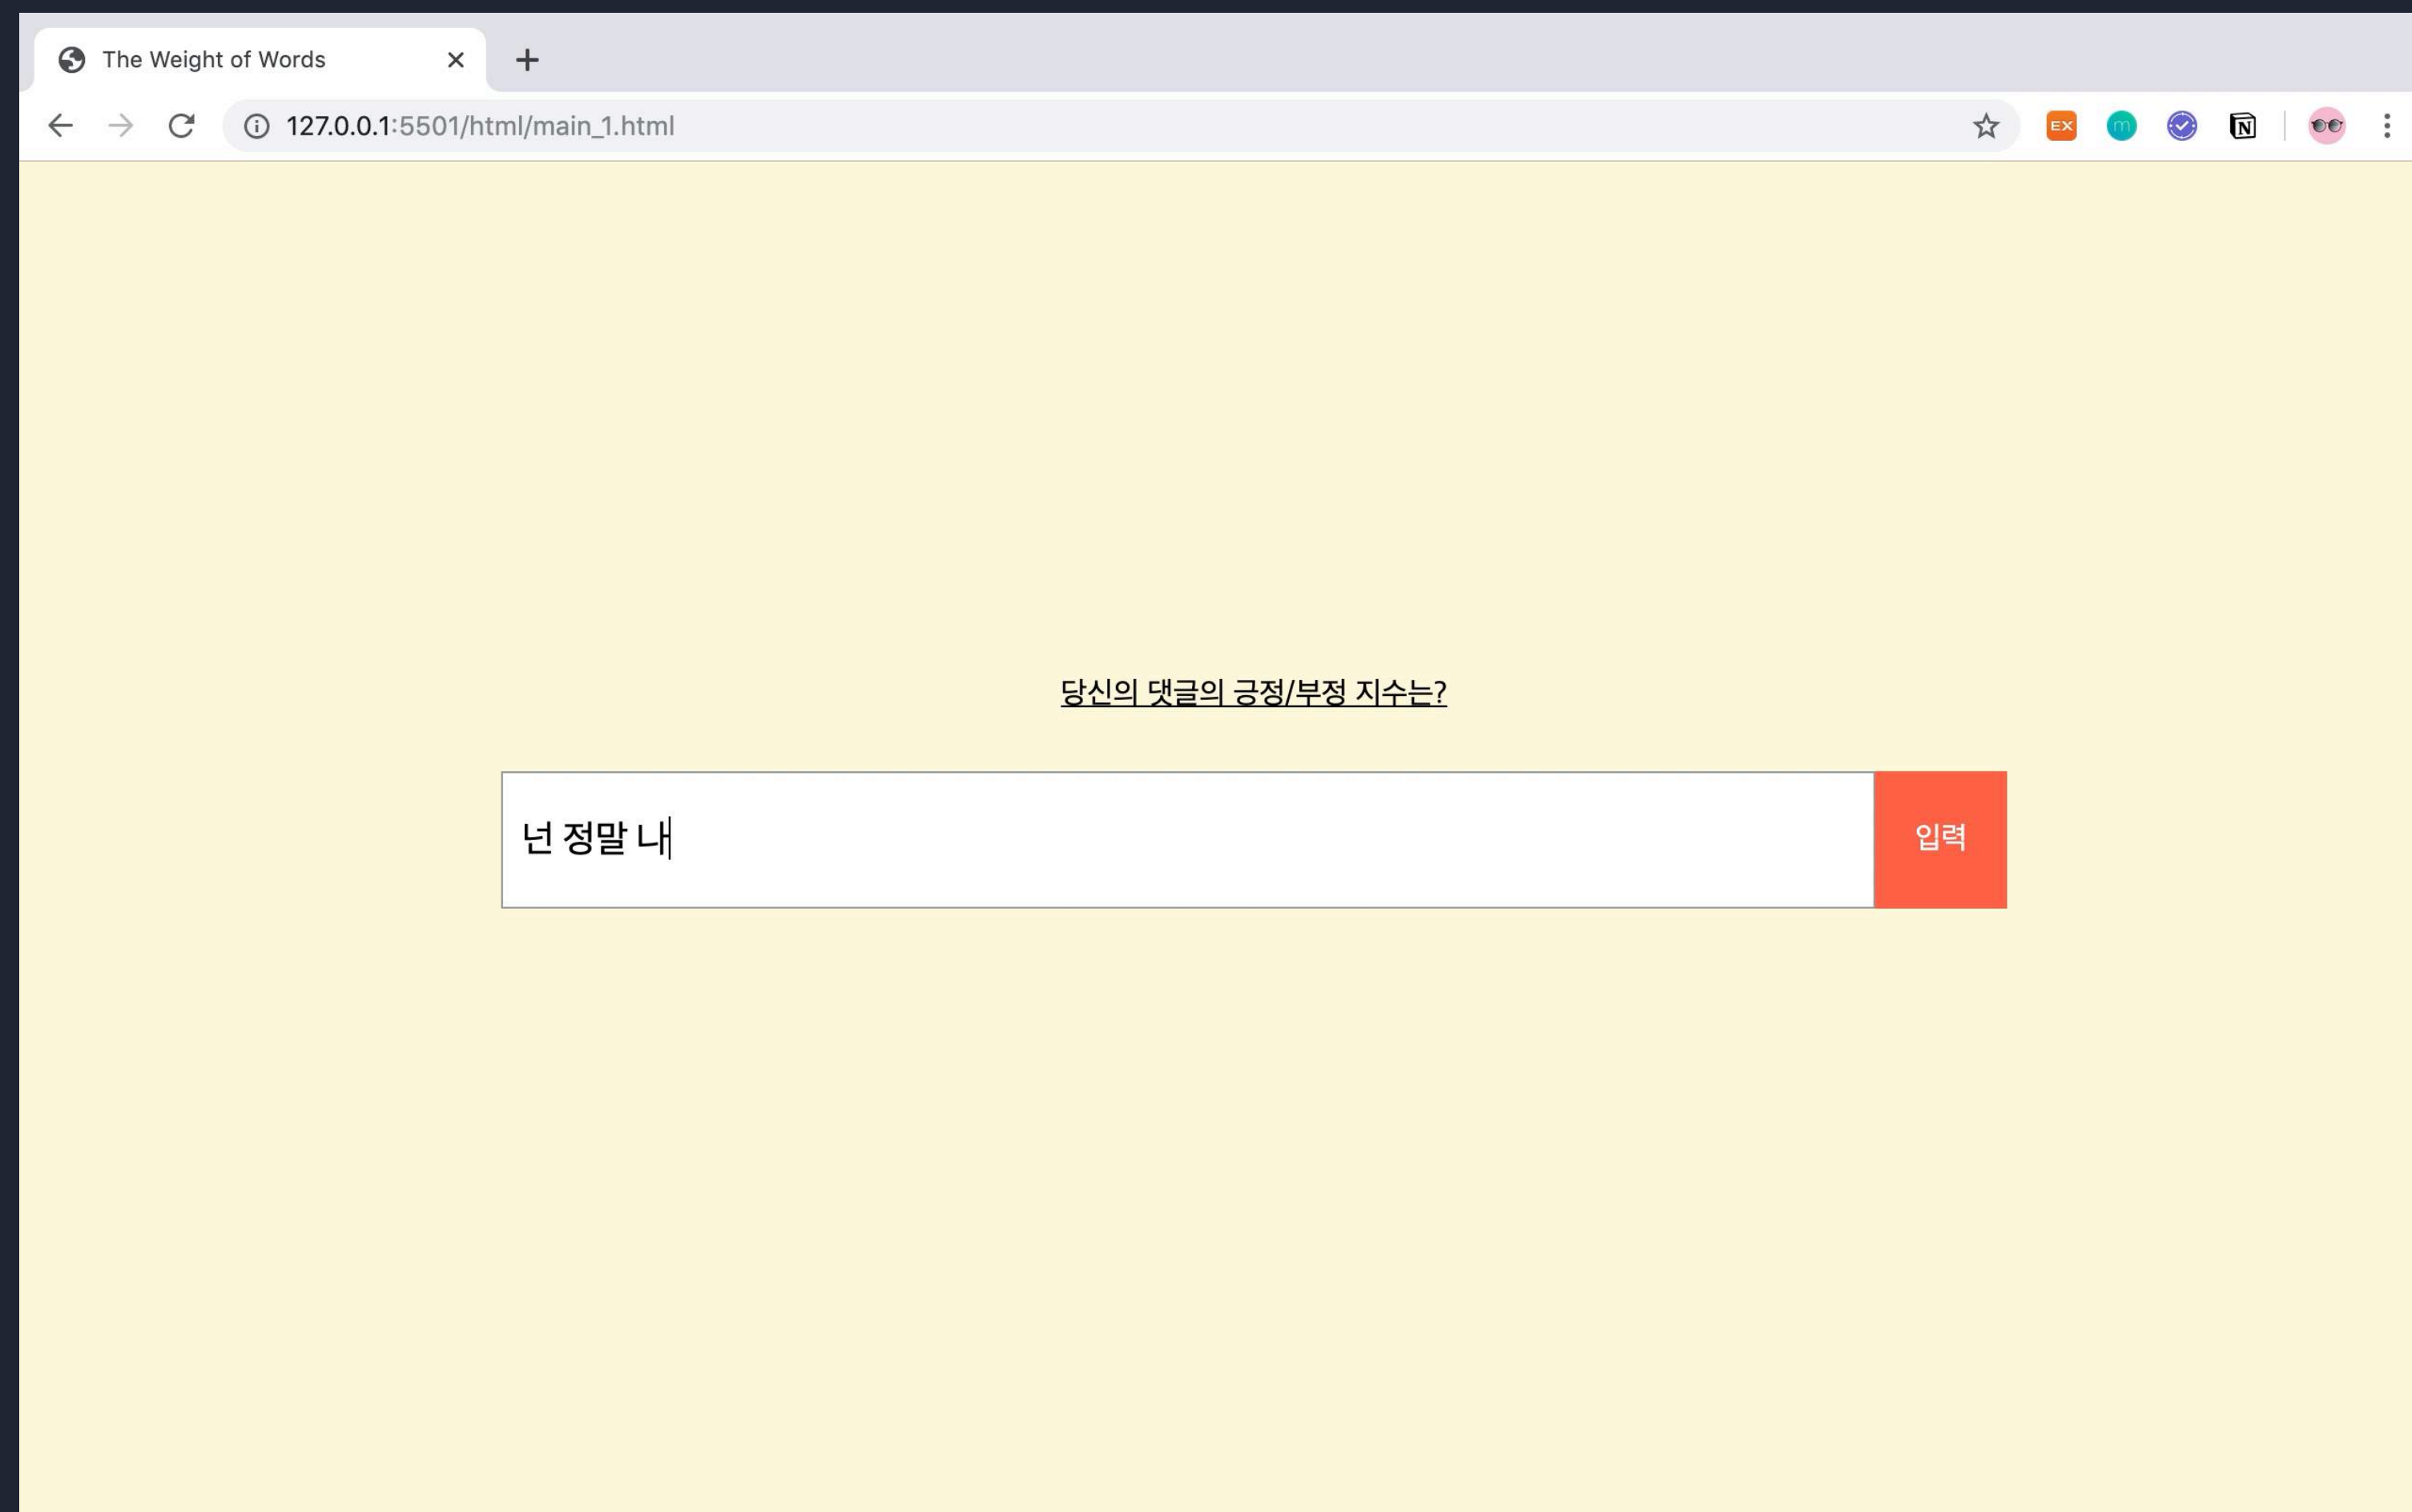 The Weight of Words
127.0.0.1:5501/html/main_1.html
EX
m
N
당신의 댓글의 긍정/부정 지수는?
넌 정말 내
입력